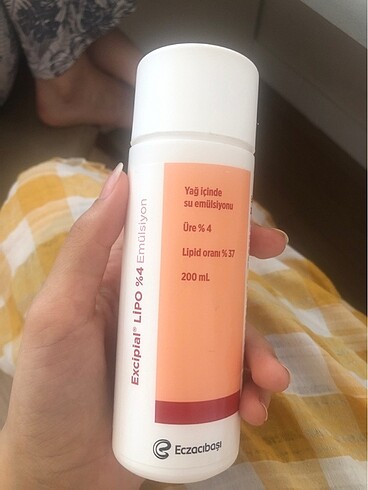 Excipial® LİPO %4 Emülsiyon
Yağ içinde
su emülsiyonu
Üre % 4
Lipid oranı % 37
200 mL
Eczacıbaşı